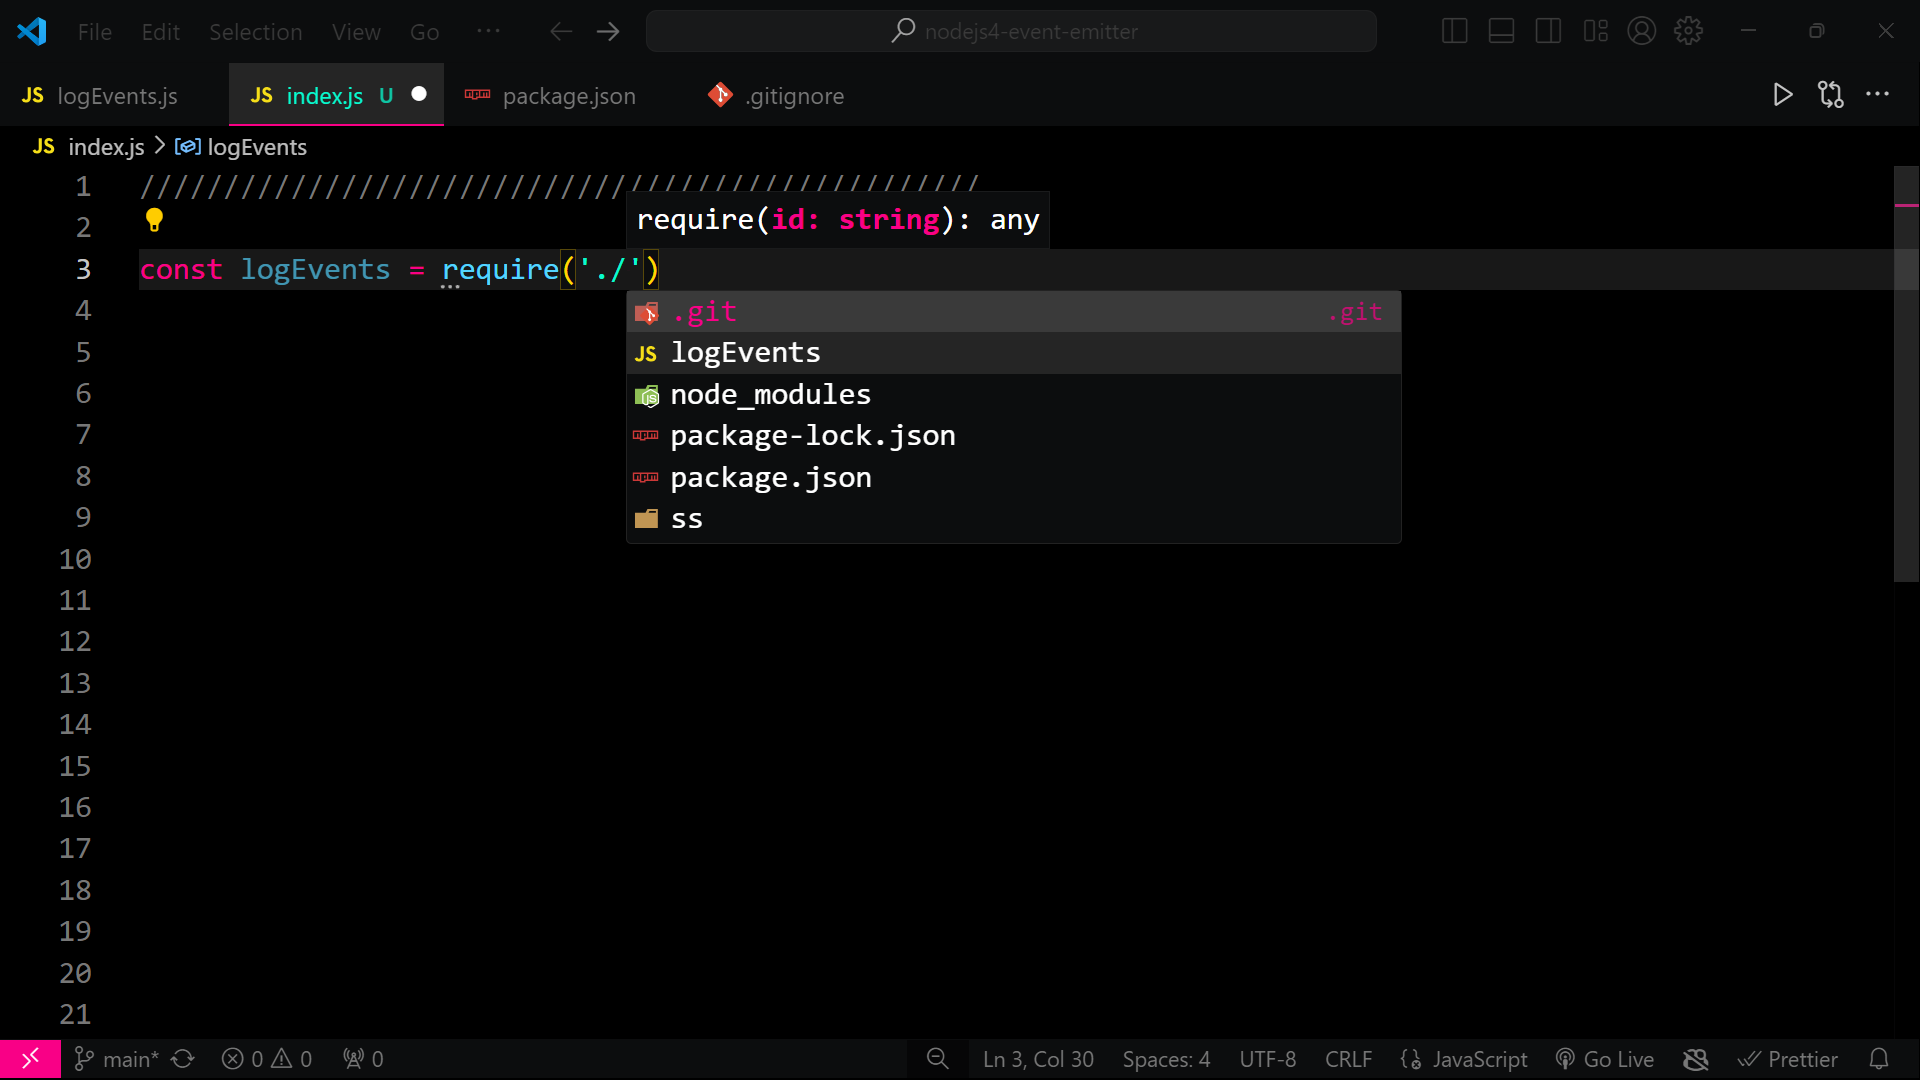 File Edit Selection View Go ··· nodejs4-event-emitter
JS logEvents.js JS index.js U package.json .gitignore
JS index.js > logEvents
1 //////////////////////////////////////////////////
2
require(id: string): any
3 const logEvents = require('./')
4
.git .git
5
JS logEvents
6
node_modules
7
package-lock.json
8
package.json
9
ss
10
11
12
13
14
15
16
17
18
19
20
21
main* 0 0 0 Ln 3, Col 30 Spaces: 4 UTF-8 CRLF JavaScript Go Live Prettier